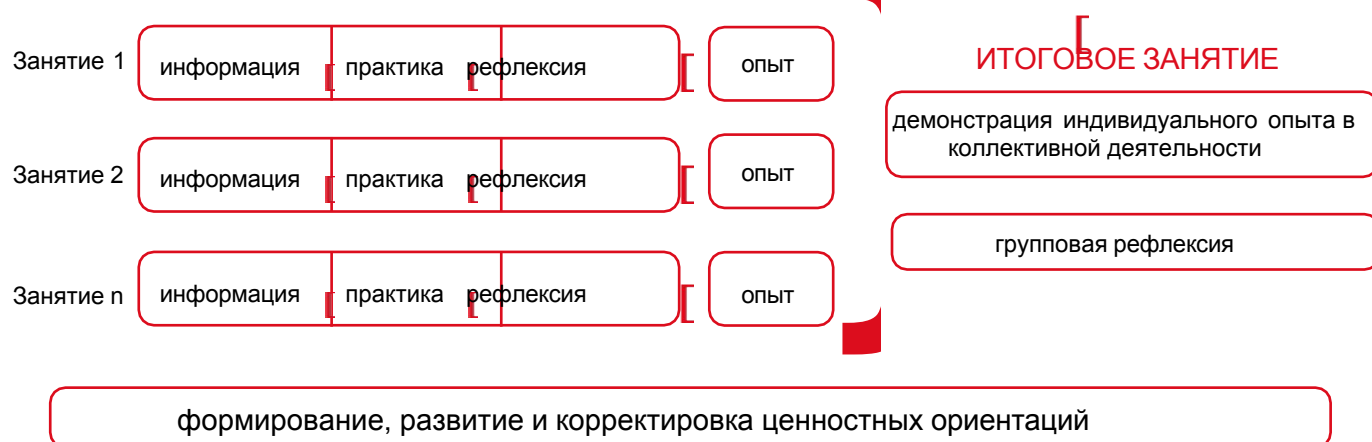 Занятие 1 информация практика рефлексия опыт
Занятие 2 информация практика рефлексия опыт
Занятие n информация практика рефлексия опыт
ИТОГОВОЕ ЗАНЯТИЕ
демонстрация индивидуального опыта в
коллективной деятельности
групповая рефлексия
формирование, развитие и корректировка ценностных ориентаций